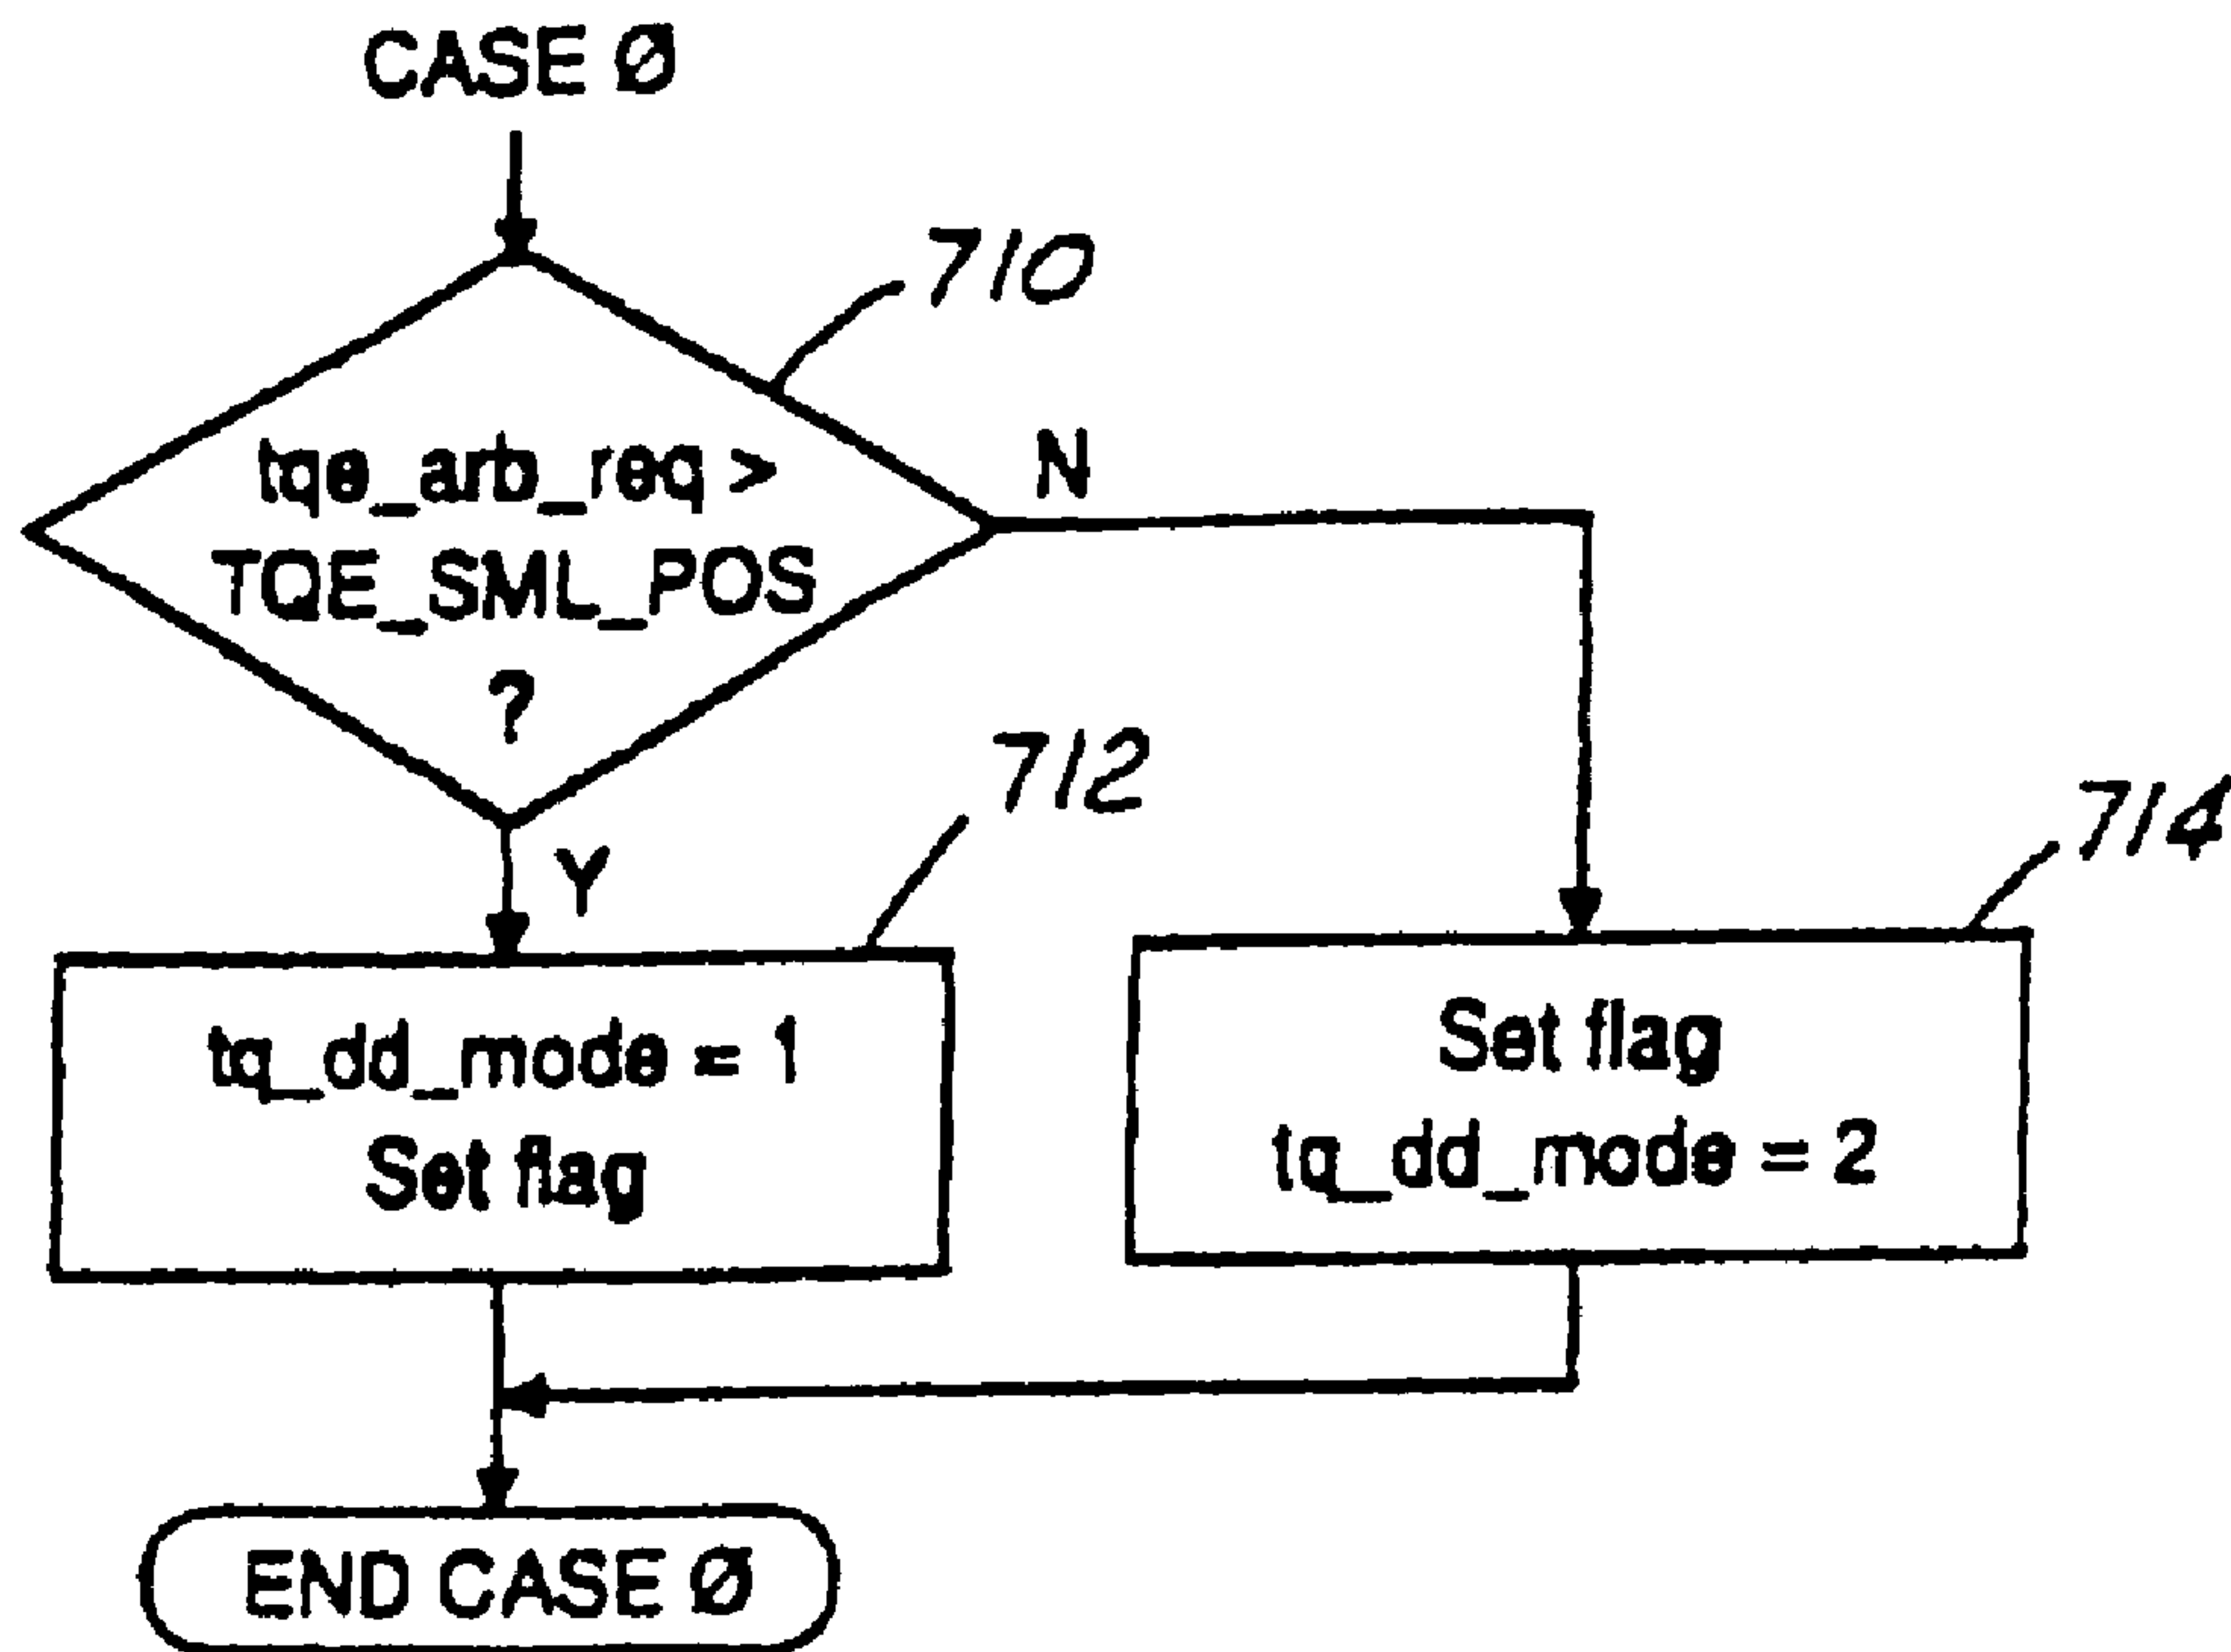 CASE Ø
710
tqe_arb_req >
TQE_SML_POS
?
N
Y
712
714
tq_dd_mode = 1
Set flag
Set flag
tq_dd_mode = 2
END CASE Ø